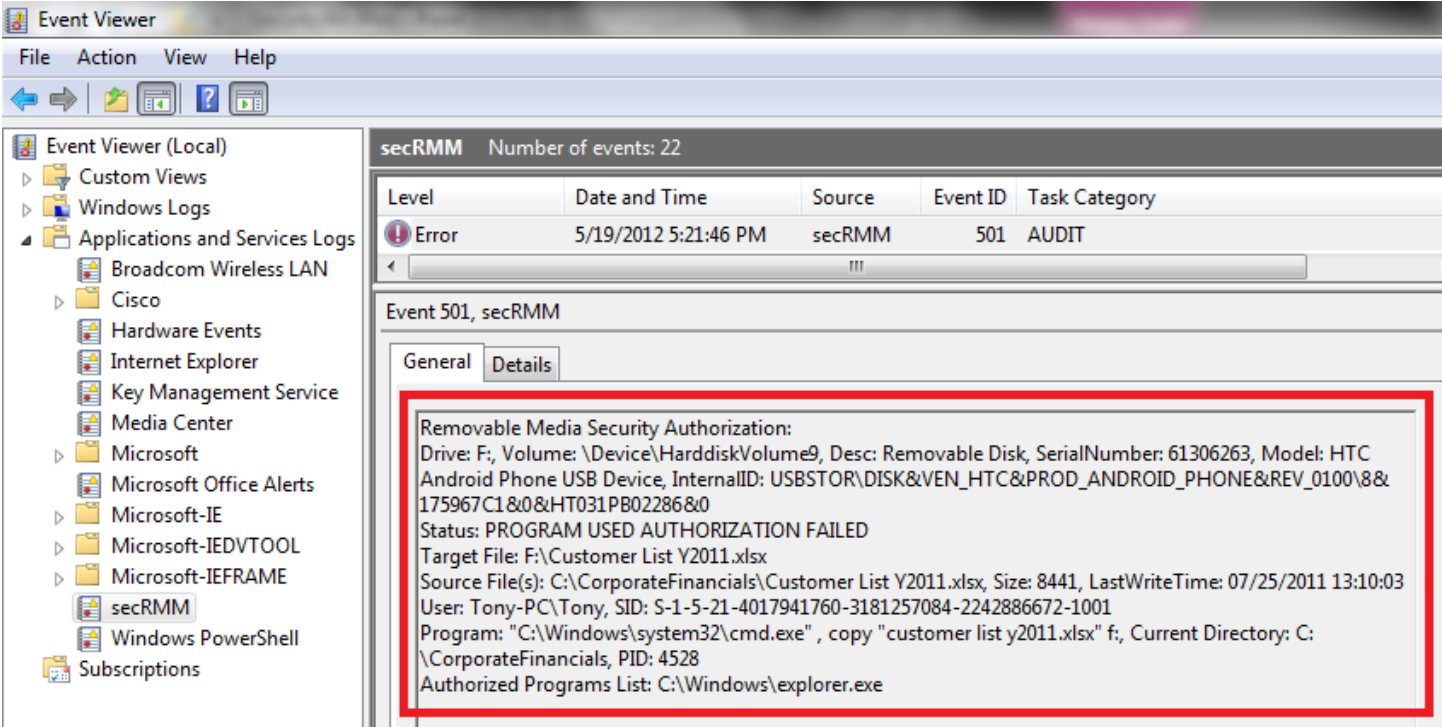 Event Viewer
File Action View Help
Event Viewer (Local)
Custom Views
Windows Logs
Applications and Services Logs
Broadcom Wireless LAN
Cisco
Hardware Events
Internet Explorer
Key Management Service
Media Center
Microsoft
Microsoft Office Alerts
Microsoft-IE
Microsoft-IEDVTOOL
Microsoft-IEFRAME
secRMM
Windows PowerShell
Subscriptions
secRMM Number of events: 22
Level Date and Time Source Event ID Task Category
Error 5/19/2012 5:21:46 PM secRMM 501 AUDIT
Event 501, secRMM
General Details
Removable Media Security Authorization:
Drive: F:, Volume: \Device\HarddiskVolume9, Desc: Removable Disk, SerialNumber: 61306263, Model: HTC
Android Phone USB Device, InternalID: USBSTOR\DISK&VEN_HTC&PROD_ANDROID_PHONE&REV_0100\8&
175967C1&0&HT031PB02286&0
Status: PROGRAM USED AUTHORIZATION FAILED
Target File: F:\Customer List Y2011.xlsx
Source File(s): C:\CorporateFinancials\Customer List Y2011.xlsx, Size: 8441, LastWriteTime: 07/25/2011 13:10:03
User: Tony-PC\Tony, SID: S-1-5-21-4017941760-3181257084-2242886672-1001
Program: "C:\Windows\system32\cmd.exe" , copy "customer list y2011.xlsx" f:, Current Directory: C:
\CorporateFinancials, PID: 4528
Authorized Programs List: C:\Windows\explorer.exe